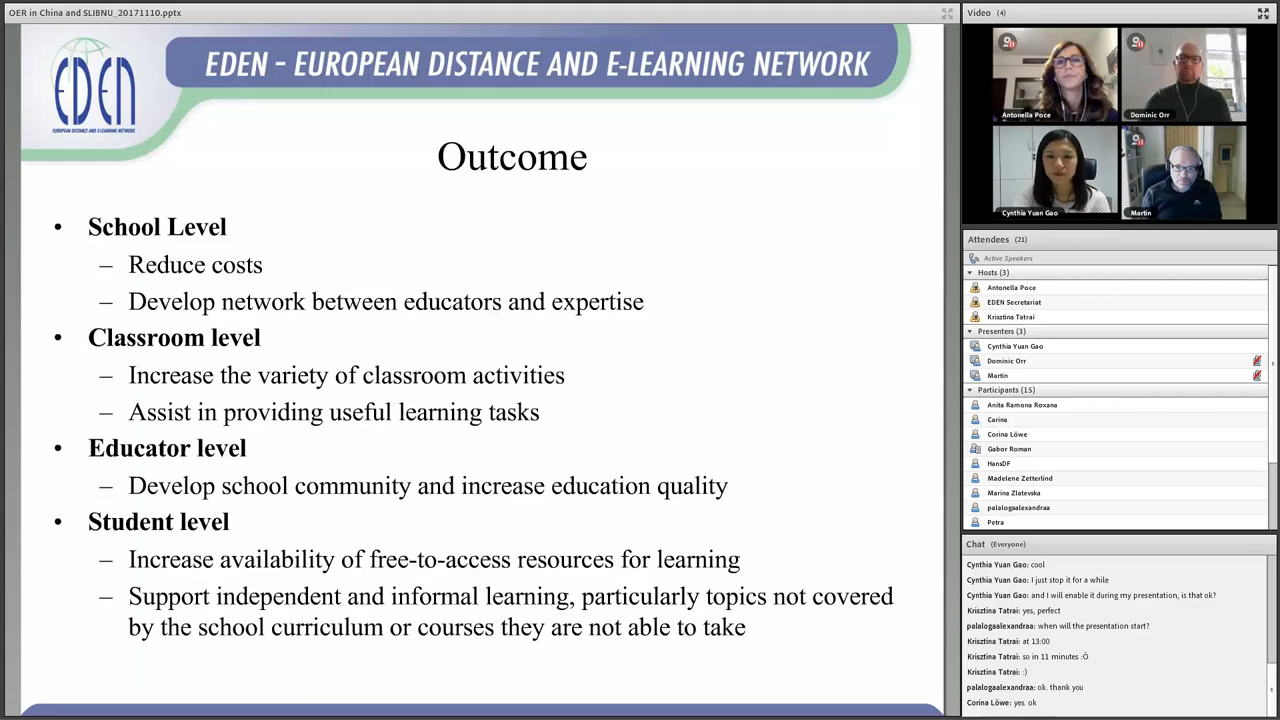 OER in China and SLIBNU_20171110.pptx
EDEN
EUROPEAN DISTANCE AND E-LEARNING NETWORK
EDEN – EUROPEAN DISTANCE AND E-LEARNING NETWORK
Outcome
• School Level
– Reduce costs
– Develop network between educators and expertise
• Classroom level
– Increase the variety of classroom activities
– Assist in providing useful learning tasks
• Educator level
– Develop school community and increase education quality
• Student level
– Increase availability of free-to-access resources for learning
– Support independent and informal learning, particularly topics not covered
by the school curriculum or courses they are not able to take
Video (4)
Antonella Poce
Dominic Orr
Cynthia Yuan Gao
Martin
Attendees (21)
Active Speakers
Hosts (3)
Antonella Poce
EDEN Secretariat
Krisztina Tatrai
Presenters (3)
Cynthia Yuan Gao
Dominic Orr
Martin
Participants (15)
Anita Ramona Roxana
Carina
Corina Löwe
Gabor Roman
HansDF
Madelene Zetterlind
Marina Zlatevska
palalogaalexandraa
Petra
Chat (Everyone)
Cynthia Yuan Gao: cool
Cynthia Yuan Gao: I just stop it for a while
Cynthia Yuan Gao: and I will enable it during my presentation, is that ok?
Krisztina Tatrai: yes, perfect
palalogaalexandraa: when will the presentation start?
Krisztina Tatrai: at 13:00
Krisztina Tatrai: so in 11 minutes :Ö
Krisztina Tatrai: :)
palalogaalexandraa: ok. thank you
Corina Löwe: yes. ok